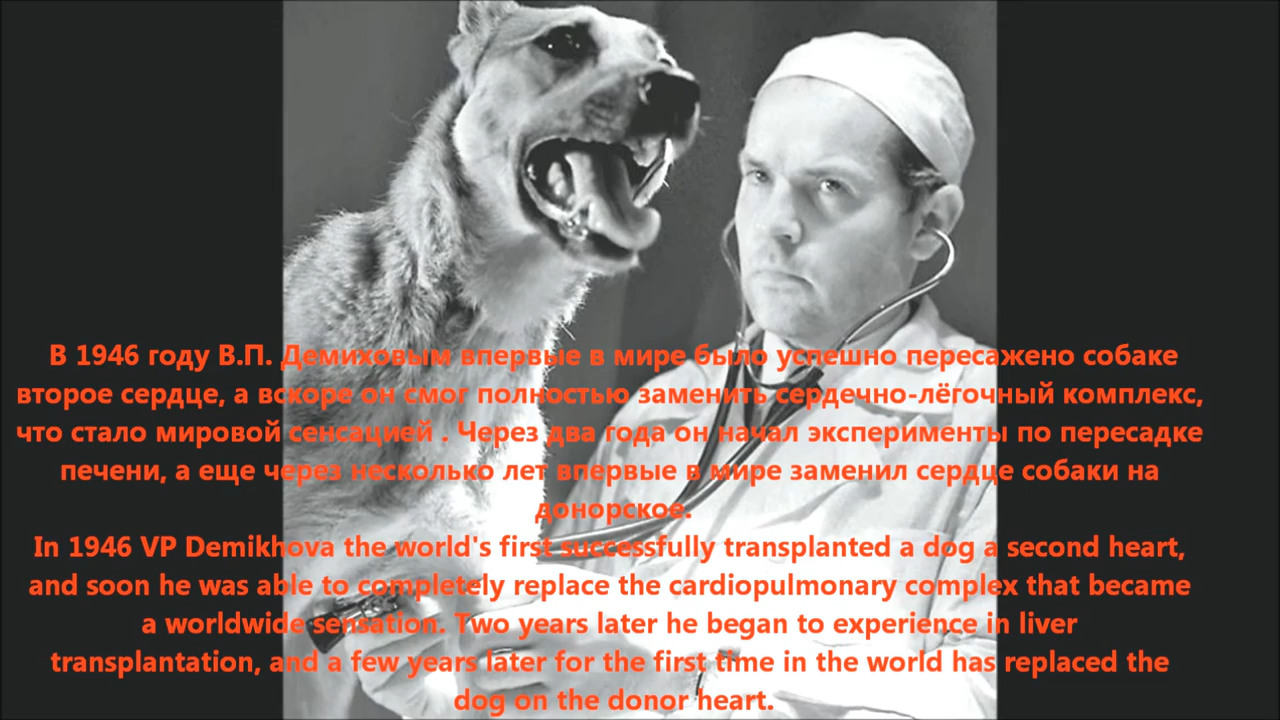 В 1946 году В.П. Демиховым впервые в мире было успешно пересажено собаке
второе сердце, а вскоре он смог полностью заменить сердечно-лёгочный комплекс,
что стало мировой сенсацией . Через два года он начал эксперименты по пересадке
печени, а еще через несколько лет впервые в мире заменил сердце собаки на
донорское.
In 1946 VP Demikhova the world's first successfully transplanted a dog a second heart,
and soon he was able to completely replace the cardiopulmonary complex that became
a worldwide sensation. Two years later he began to experience in liver
transplantation, and a few years later for the first time in the world has replaced the
dog on the donor heart.